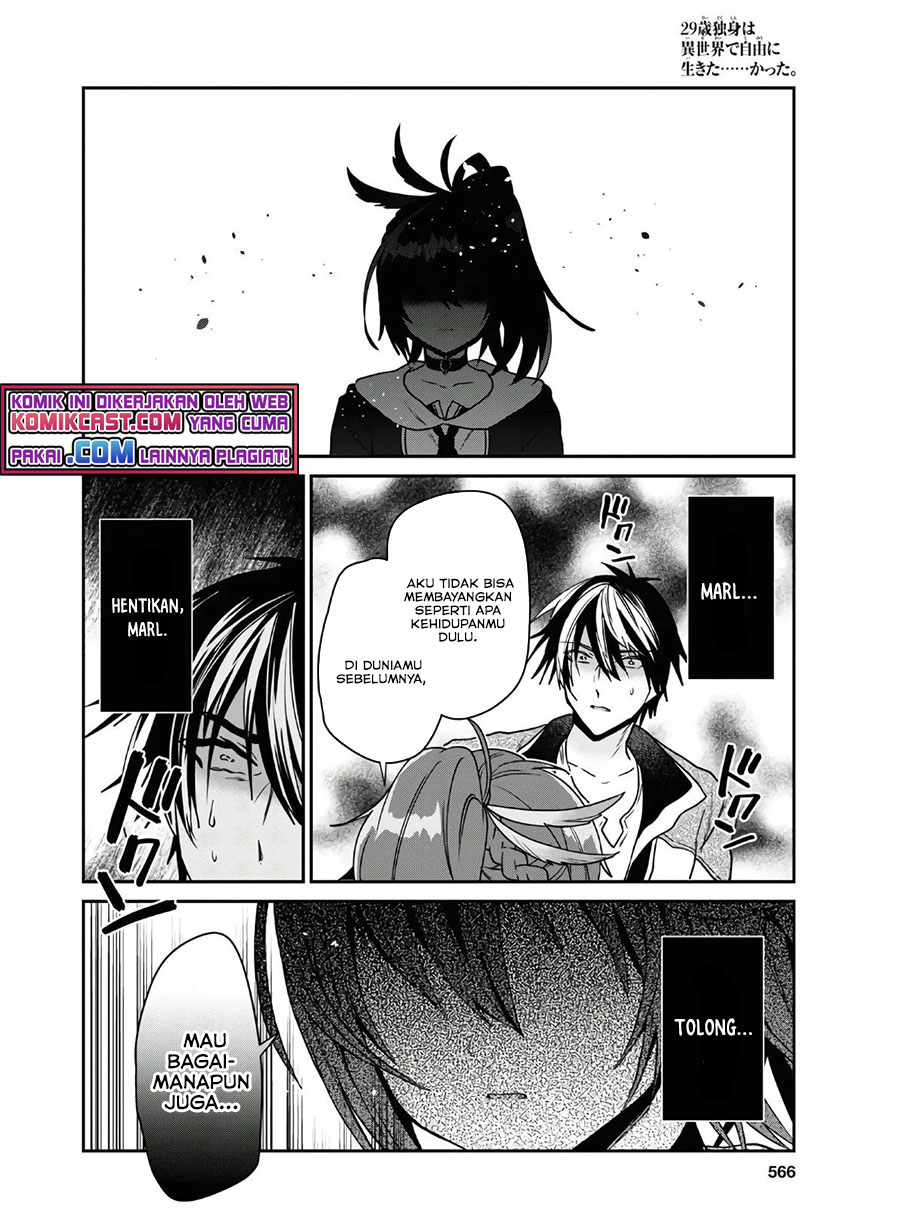 29歳独身は
異世界で自由に
生きた……かった。
KOMIK INI DIKERJAKAN OLEH WEB
KOMIKCAST.COM YANG CUMA
PAKAI .COM LAINNYA PLAGIAT!
MARL...
ドクン
AKU TIDAK BISA
MEMBAYANGKAN
SEPERTI APA
KEHIDUPANMU
DULU.
DI DUNIAMU
SEBELUMNYA,
ドクン
HENTIKAN,
MARL.
ドクン
TOLONG...
MAU
BAGAI-
MANAPUN
JUGA...
566